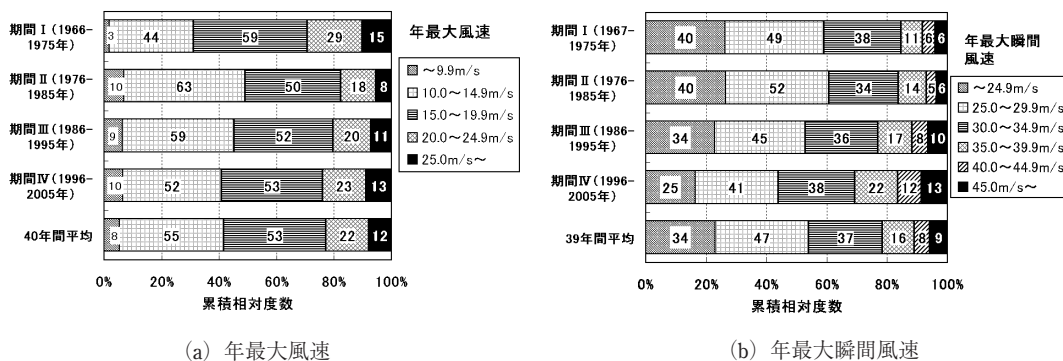 期間Ⅰ(1966-
1975年)
3 44 59 29 15
期間Ⅱ(1976-
1985年)
10 63 50 18 8
期間Ⅲ(1986-
1995年)
9 59 52 20 11
期間Ⅳ(1996-
2005年)
10 52 53 23 13
40年間平均
8 55 53 22 12
0% 20% 40% 60% 80% 100%
累積相対度数
年最大風速
~9.9m/s
10.0~14.9m/s
15.0~19.9m/s
20.0~24.9m/s
25.0m/s~
(a) 年最大風速
期間Ⅰ(1967-
1975年)
40 49 38 11 6 6
期間Ⅱ(1976-
1985年)
40 52 34 14 5 6
期間Ⅲ(1986-
1995年)
34 45 36 17 8 10
期間Ⅳ(1996-
2005年)
25 41 38 22 12 13
39年間平均
34 47 37 16 8 9
0% 20% 40% 60% 80% 100%
累積相対度数
年最大瞬間
風速
~24.9m/s
25.0~29.9m/s
30.0~34.9m/s
35.0~39.9m/s
40.0~44.9m/s
45.0m/s~
(b) 年最大瞬間風速